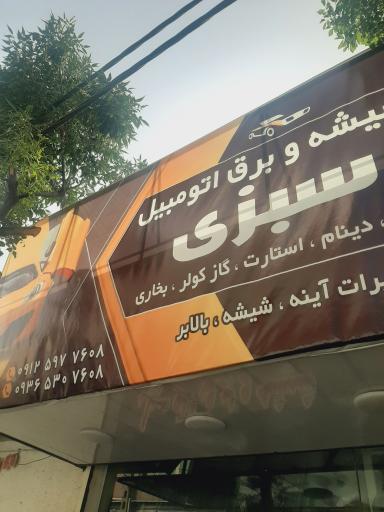 یشه و برق اتومبیل
سبزی
، دینام ، استارت ، گاز کولر ، بخاری
رات آینه ، شیشه ، بالابر
۰۹۱۲ ۵۹۷ ۷۶۰۸
۰۹۳۶ ۵۳۰ ۷۶۰۸